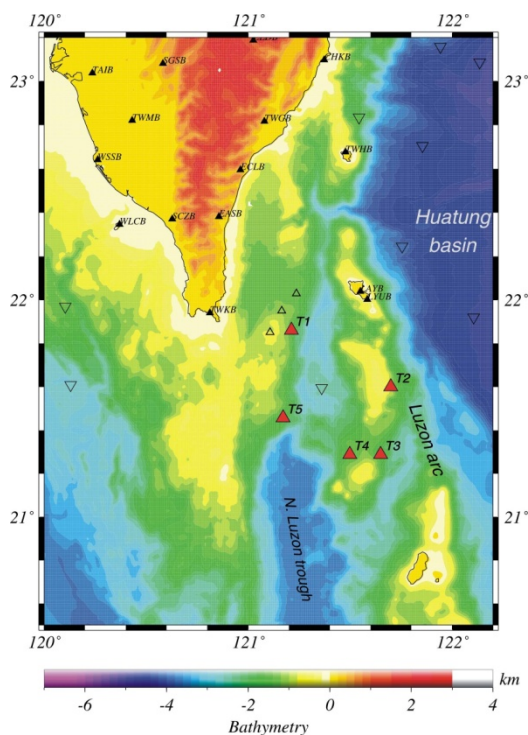 23°
22°
21°
120°
121°
122°
23°
22°
21°
120°
121°
122°
CHKB
SGSB
TAIB
TWMB
TWGB
TWHB
WSSB
ECLB
WLCB
SCZB
EASB
Huatung
basin
LAYB
LYUB
TWKB
T1
T2
T5
T4
T3
Luzon arc
N. Luzon trough
km
-6
-4
-2
0
2
4
Bathymetry